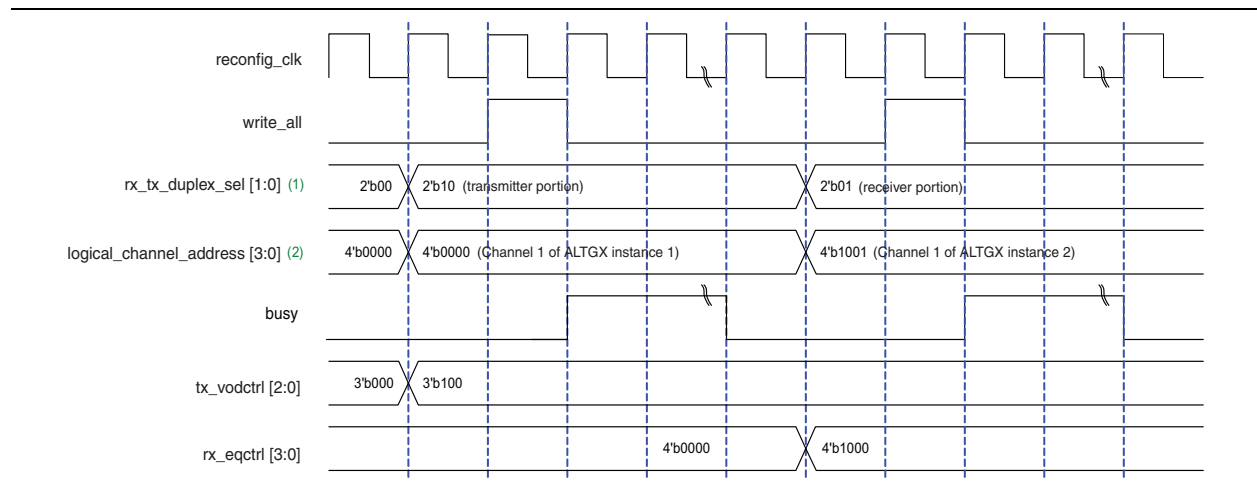 reconfig_clk
write_all
rx_tx_duplex_sel [1:0] (1) 2'b00 2'b10 (transmitter portion) 2'b01 (receiver portion)
logical_channel_address [3:0] (2) 4'b0000 4'b0000 (Channel 1 of ALTGX instance 1) 4'b1001 (Channel 1 of ALTGX instance 2)
busy
tx_vodctrl [2:0] 3'b000 3'b100
rx_eqctrl [3:0] 4'b0000 4'b1000